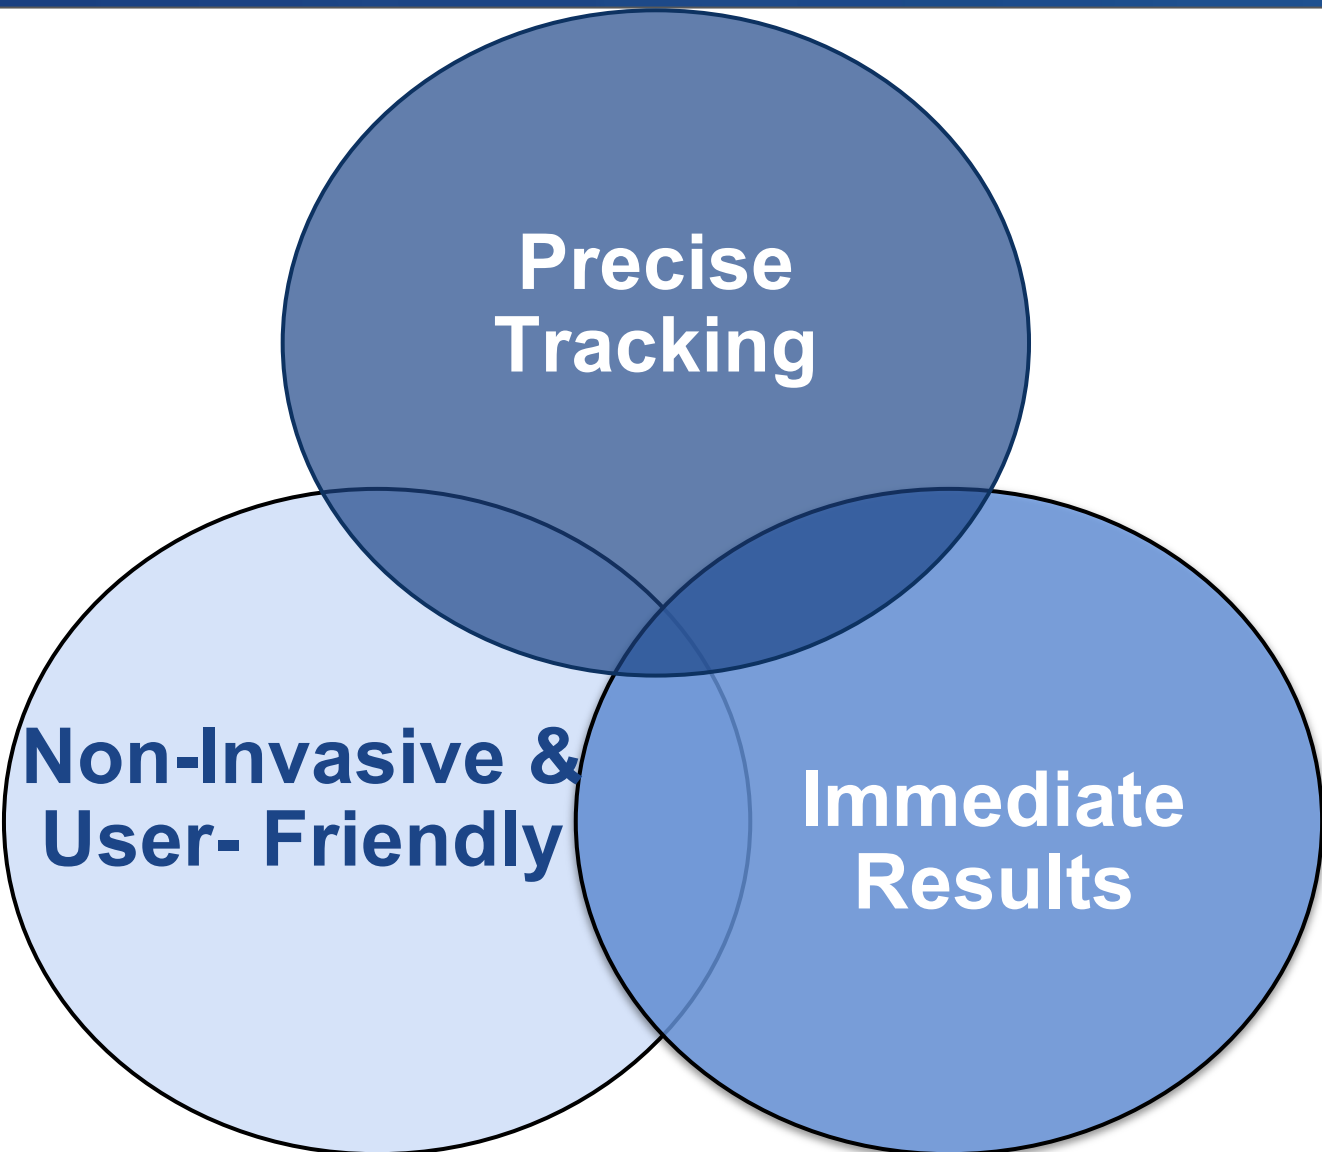 Precise
Tracking
Non-Invasive &
User- Friendly
Immediate
Results